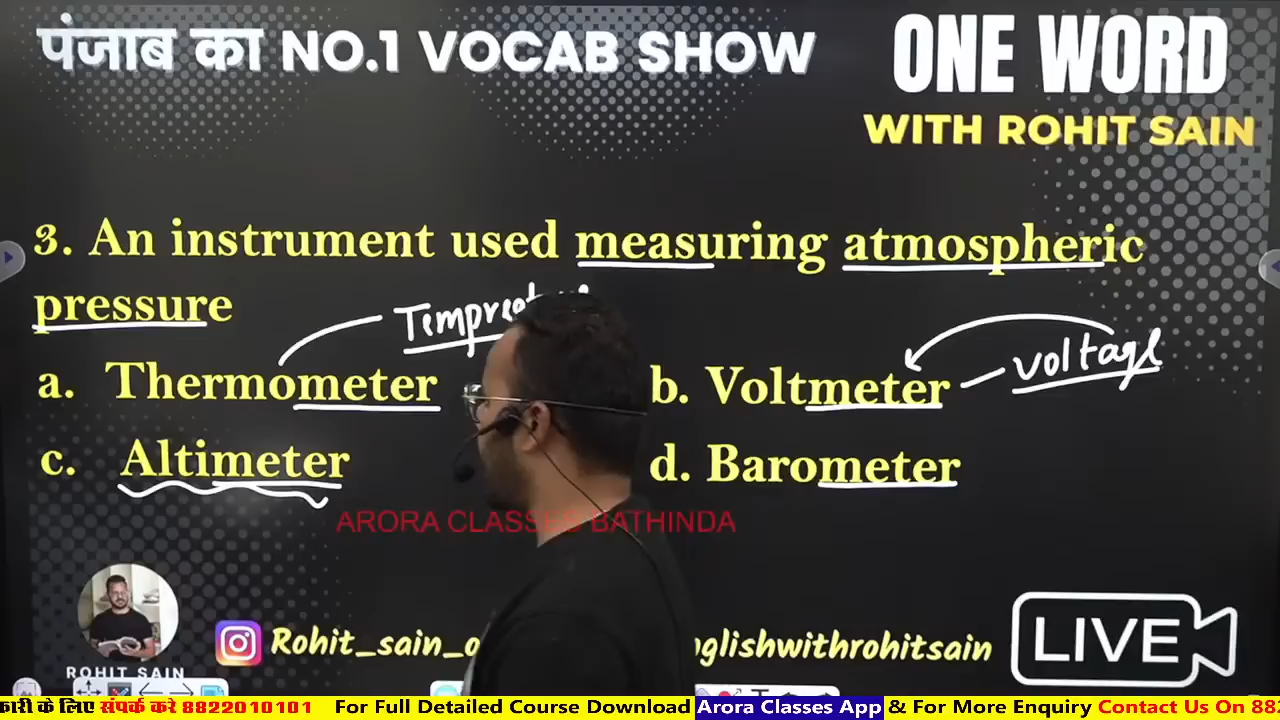 पंजाब का NO.1 VOCAB SHOW
ONE WORD
WITH ROHIT SAIN
3. An instrument used measuring atmospheric
pressure
voltage
a. Thermometer
b. Voltmeter
c. Altimeter
d. Barometer
ARORA CLASSES BATHINDA
LIVE
Rohit_sain_o
nglishwithrohitsain
ROHIT SAIN
कारी के लिए संपर्क करे 8822010101 For Full Detailed Course Download Arora Classes App & For More Enquiry Contact Us On 88